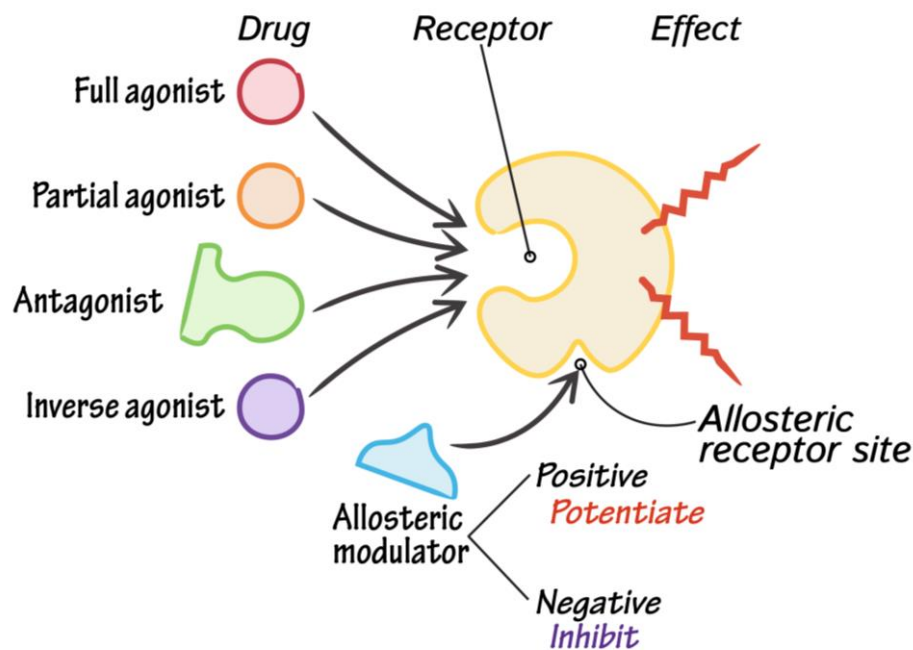 Drug
Receptor
Effect
Full agonist
Partial agonist
Antagonist
Inverse agonist
Allosteric
receptor site
Allosteric
modulator
Positive
Potentiate
Negative
Inhibit